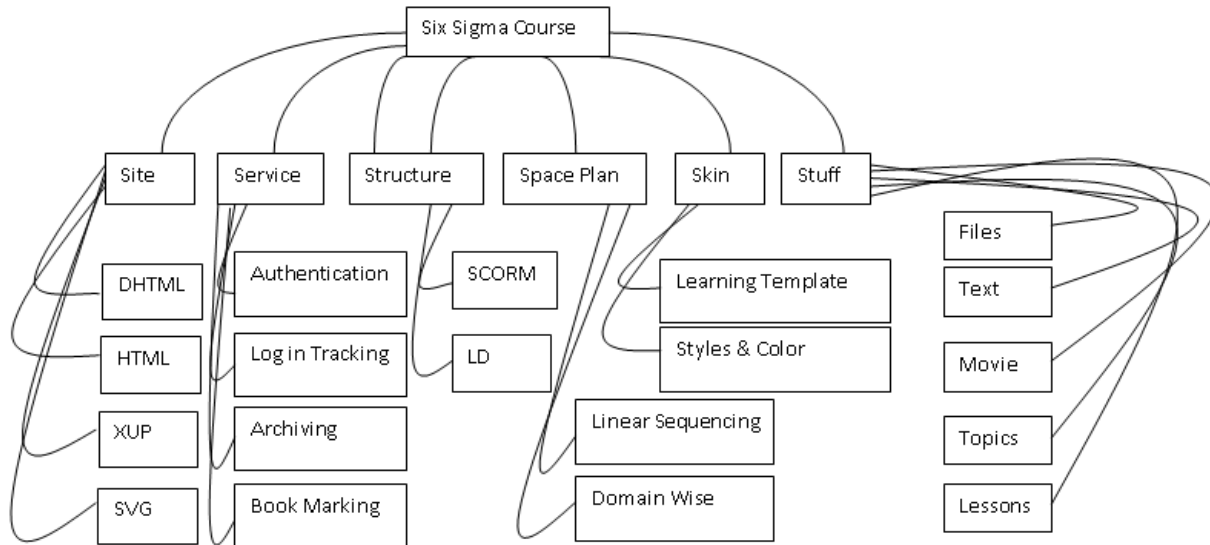 Six Sigma Course
Site
Service
Structure
Space Plan
Skin
Stuff
DHTML
HTML
XUP
SVG
Authentication
Log in Tracking
Archiving
Book Marking
SCORM
LD
Linear Sequencing
Domain Wise
Learning Template
Styles & Color
Files
Text
Movie
Topics
Lessons